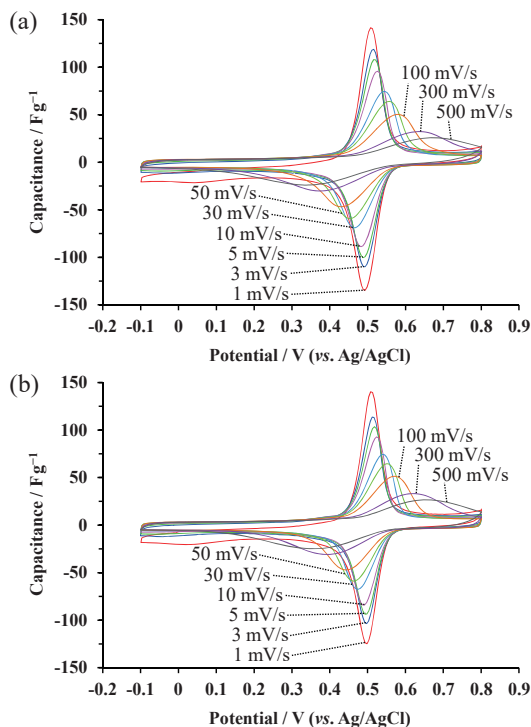 (a)
150
100
50
0
-50
-100
-150
Capacitance / Fg⁻¹
100 mV/s
300 mV/s
500 mV/s
50 mV/s
30 mV/s
10 mV/s
5 mV/s
3 mV/s
1 mV/s
-0.2 -0.1 0 0.1 0.2 0.3 0.4 0.5 0.6 0.7 0.8 0.9
Potential / V (vs. Ag/AgCl)
(b)
150
100
50
0
-50
-100
-150
Capacitance / Fg⁻¹
100 mV/s
300 mV/s
500 mV/s
50 mV/s
30 mV/s
10 mV/s
5 mV/s
3 mV/s
1 mV/s
-0.2 -0.1 0 0.1 0.2 0.3 0.4 0.5 0.6 0.7 0.8 0.9
Potential / V (vs. Ag/AgCl)